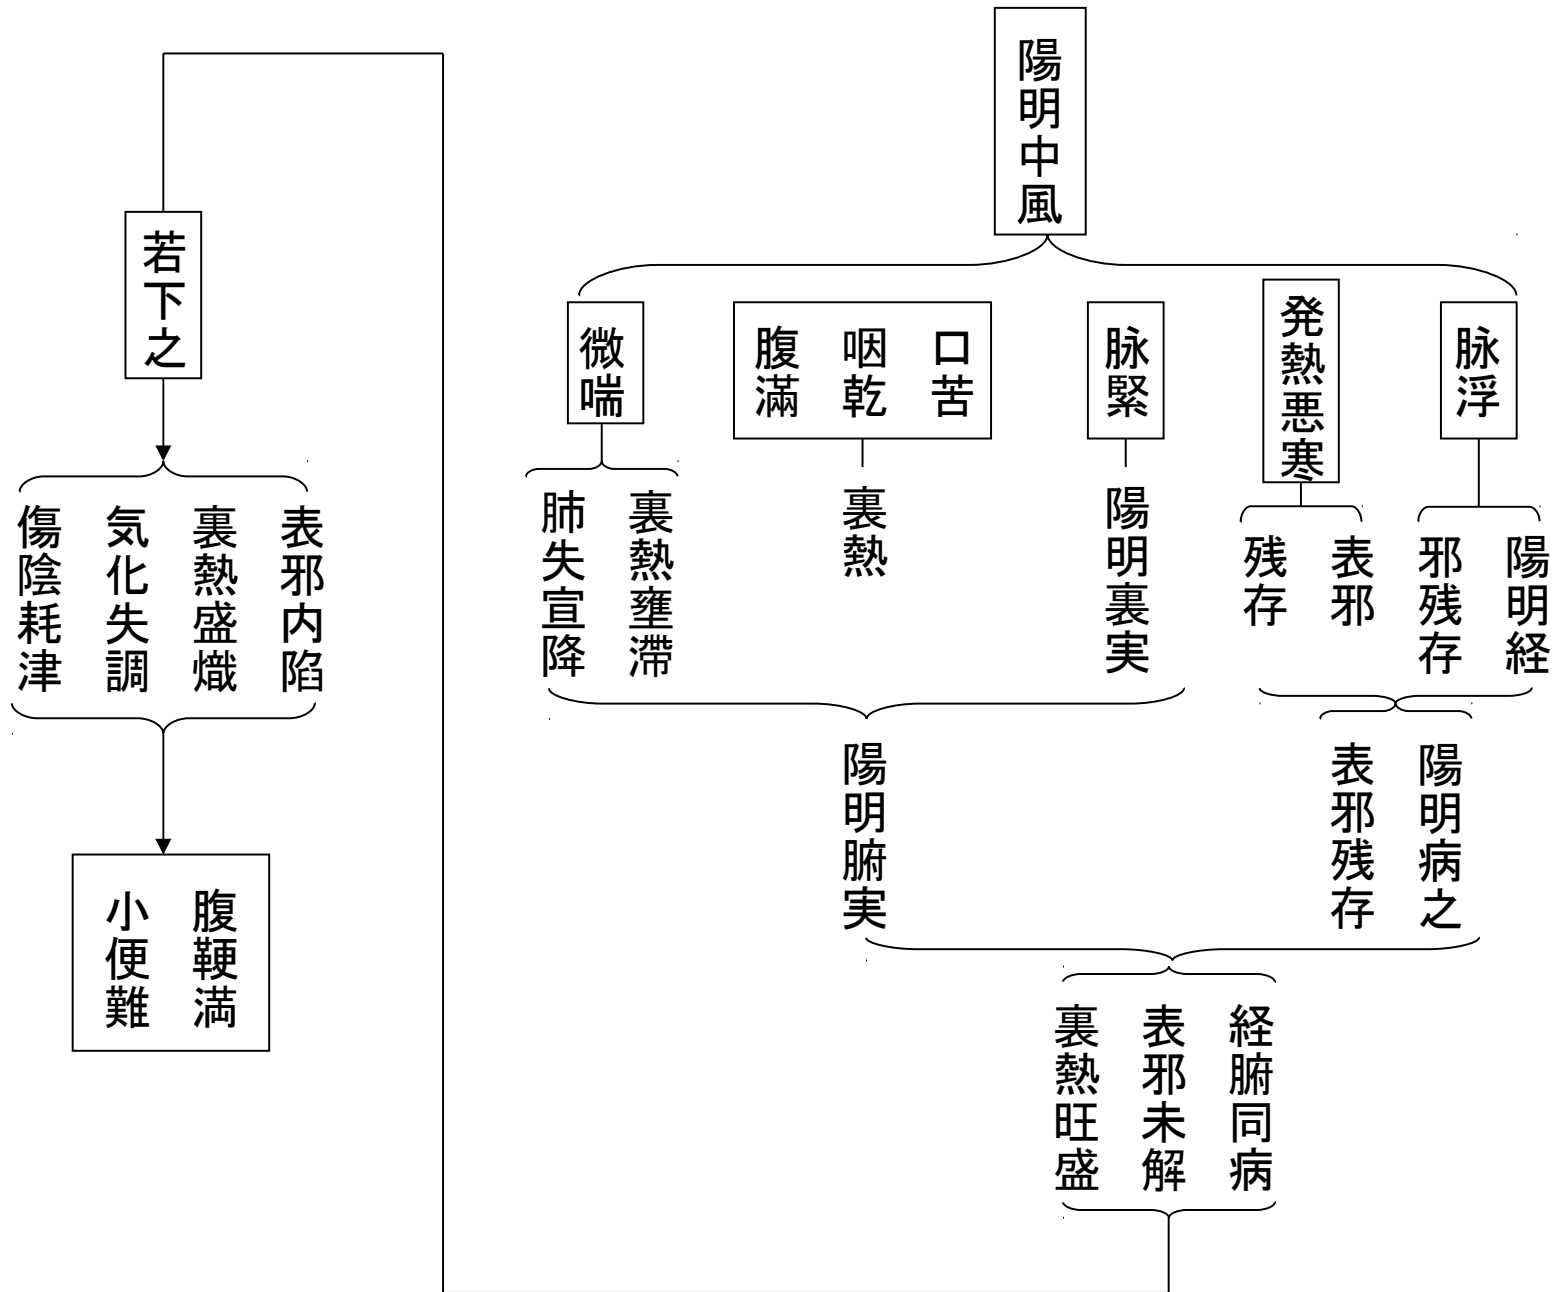 陽明中風
脉浮
発熱悪寒
脉緊
口苦
咽乾
腹滿
微喘
陽明経
邪残存
表邪
残存
陽明裏実
裏熱
裏熱壅滞
肺失宣降
陽明病之
表邪残存
陽明腑実
経腑同病
表邪未解
裏熱旺盛
若下之
表邪内陥
裏熱盛熾
気化失調
傷陰耗津
腹鞕満
小便難